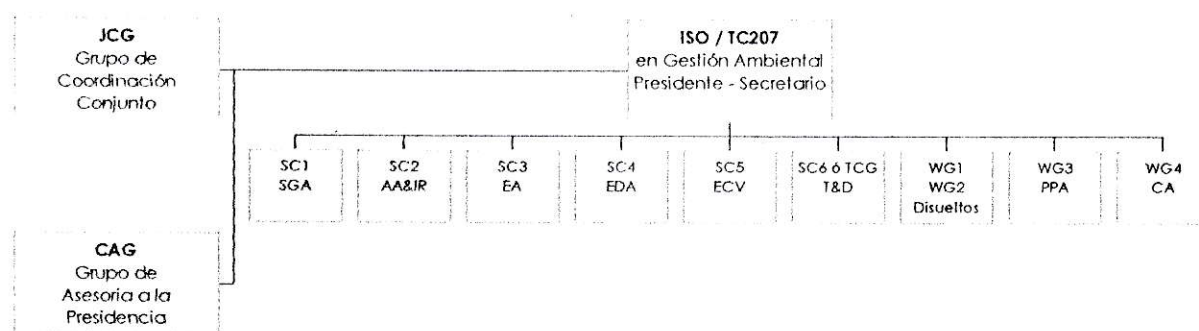 JCG
Grupo de
Coordinación
Conjunto
ISO / TC207
en Gestión Ambiental
Presidente - Secretario
SC1
SGA
SC2
AA&IR
SC3
EA
SC4
EDA
SC5
ECV
SC6 ó TCG
T&D
WG1
WG2
Disueltos
WG3
PPA
WG4
CA
CAG
Grupo de
Asesoria a la
Presidencia